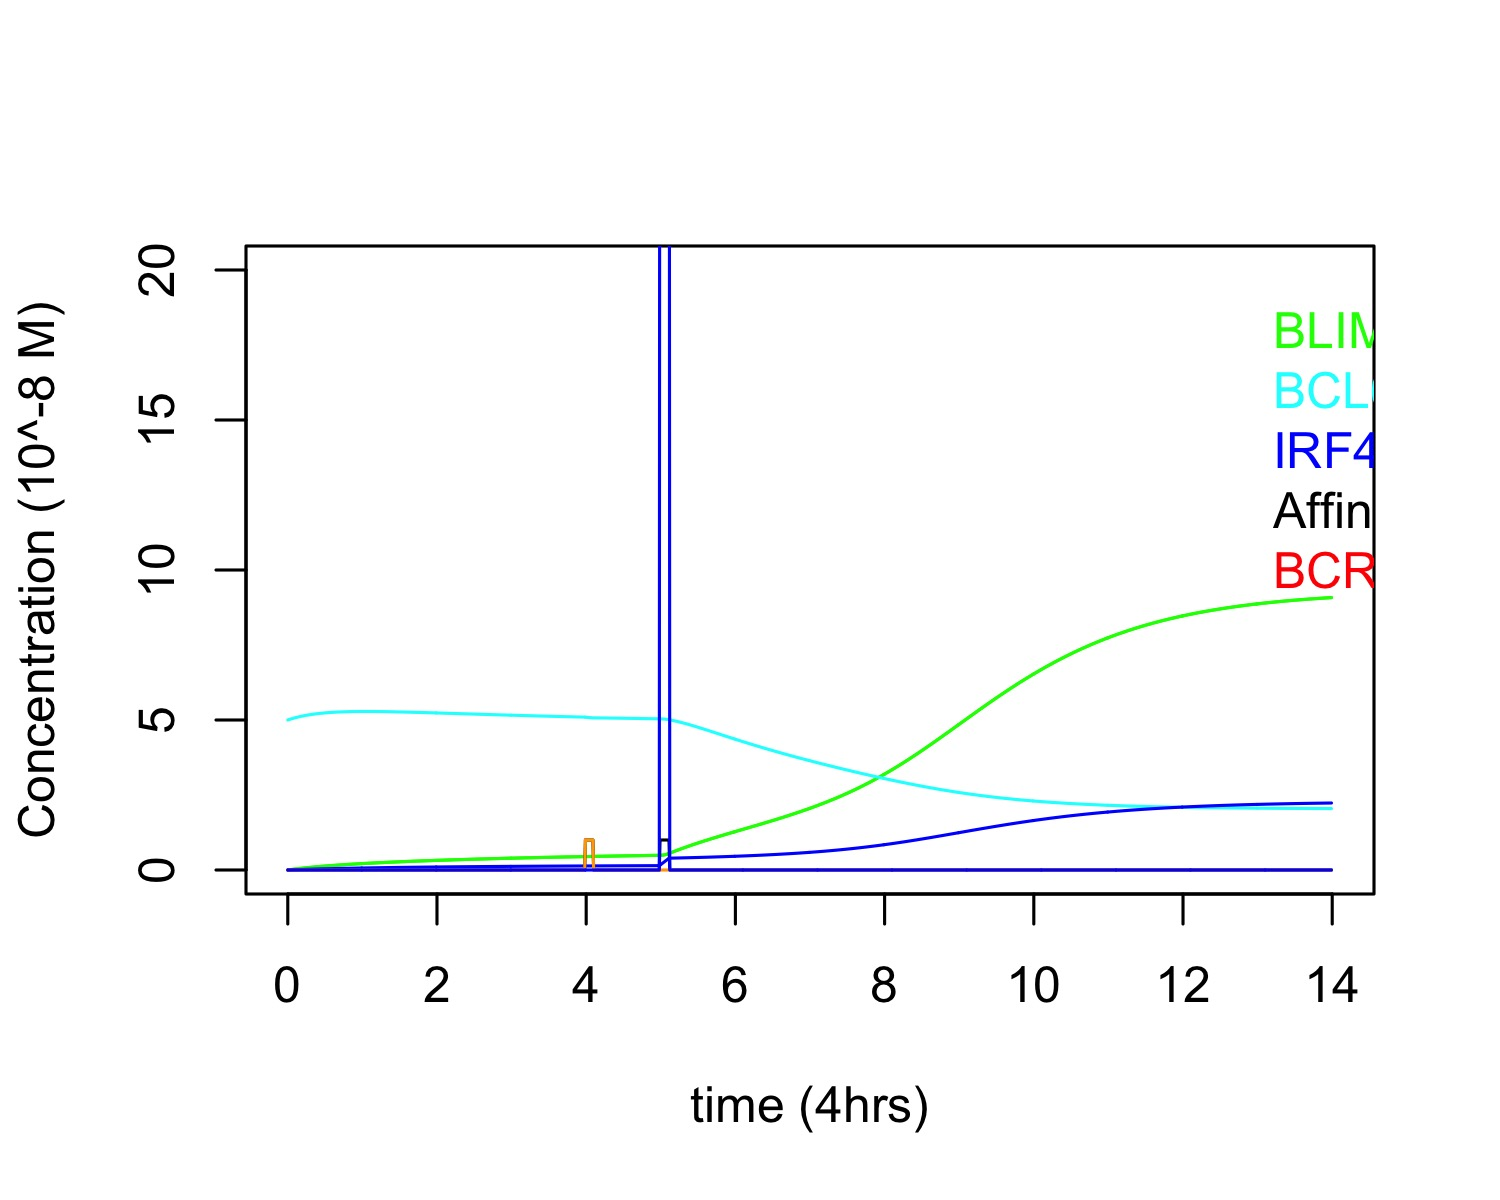 20
15
10
5
0
Concentration (10^-8 M)
BLIM
BCL
IRF4
Affin
BCR
0 2 4 6 8 10 12 14
time (4hrs)